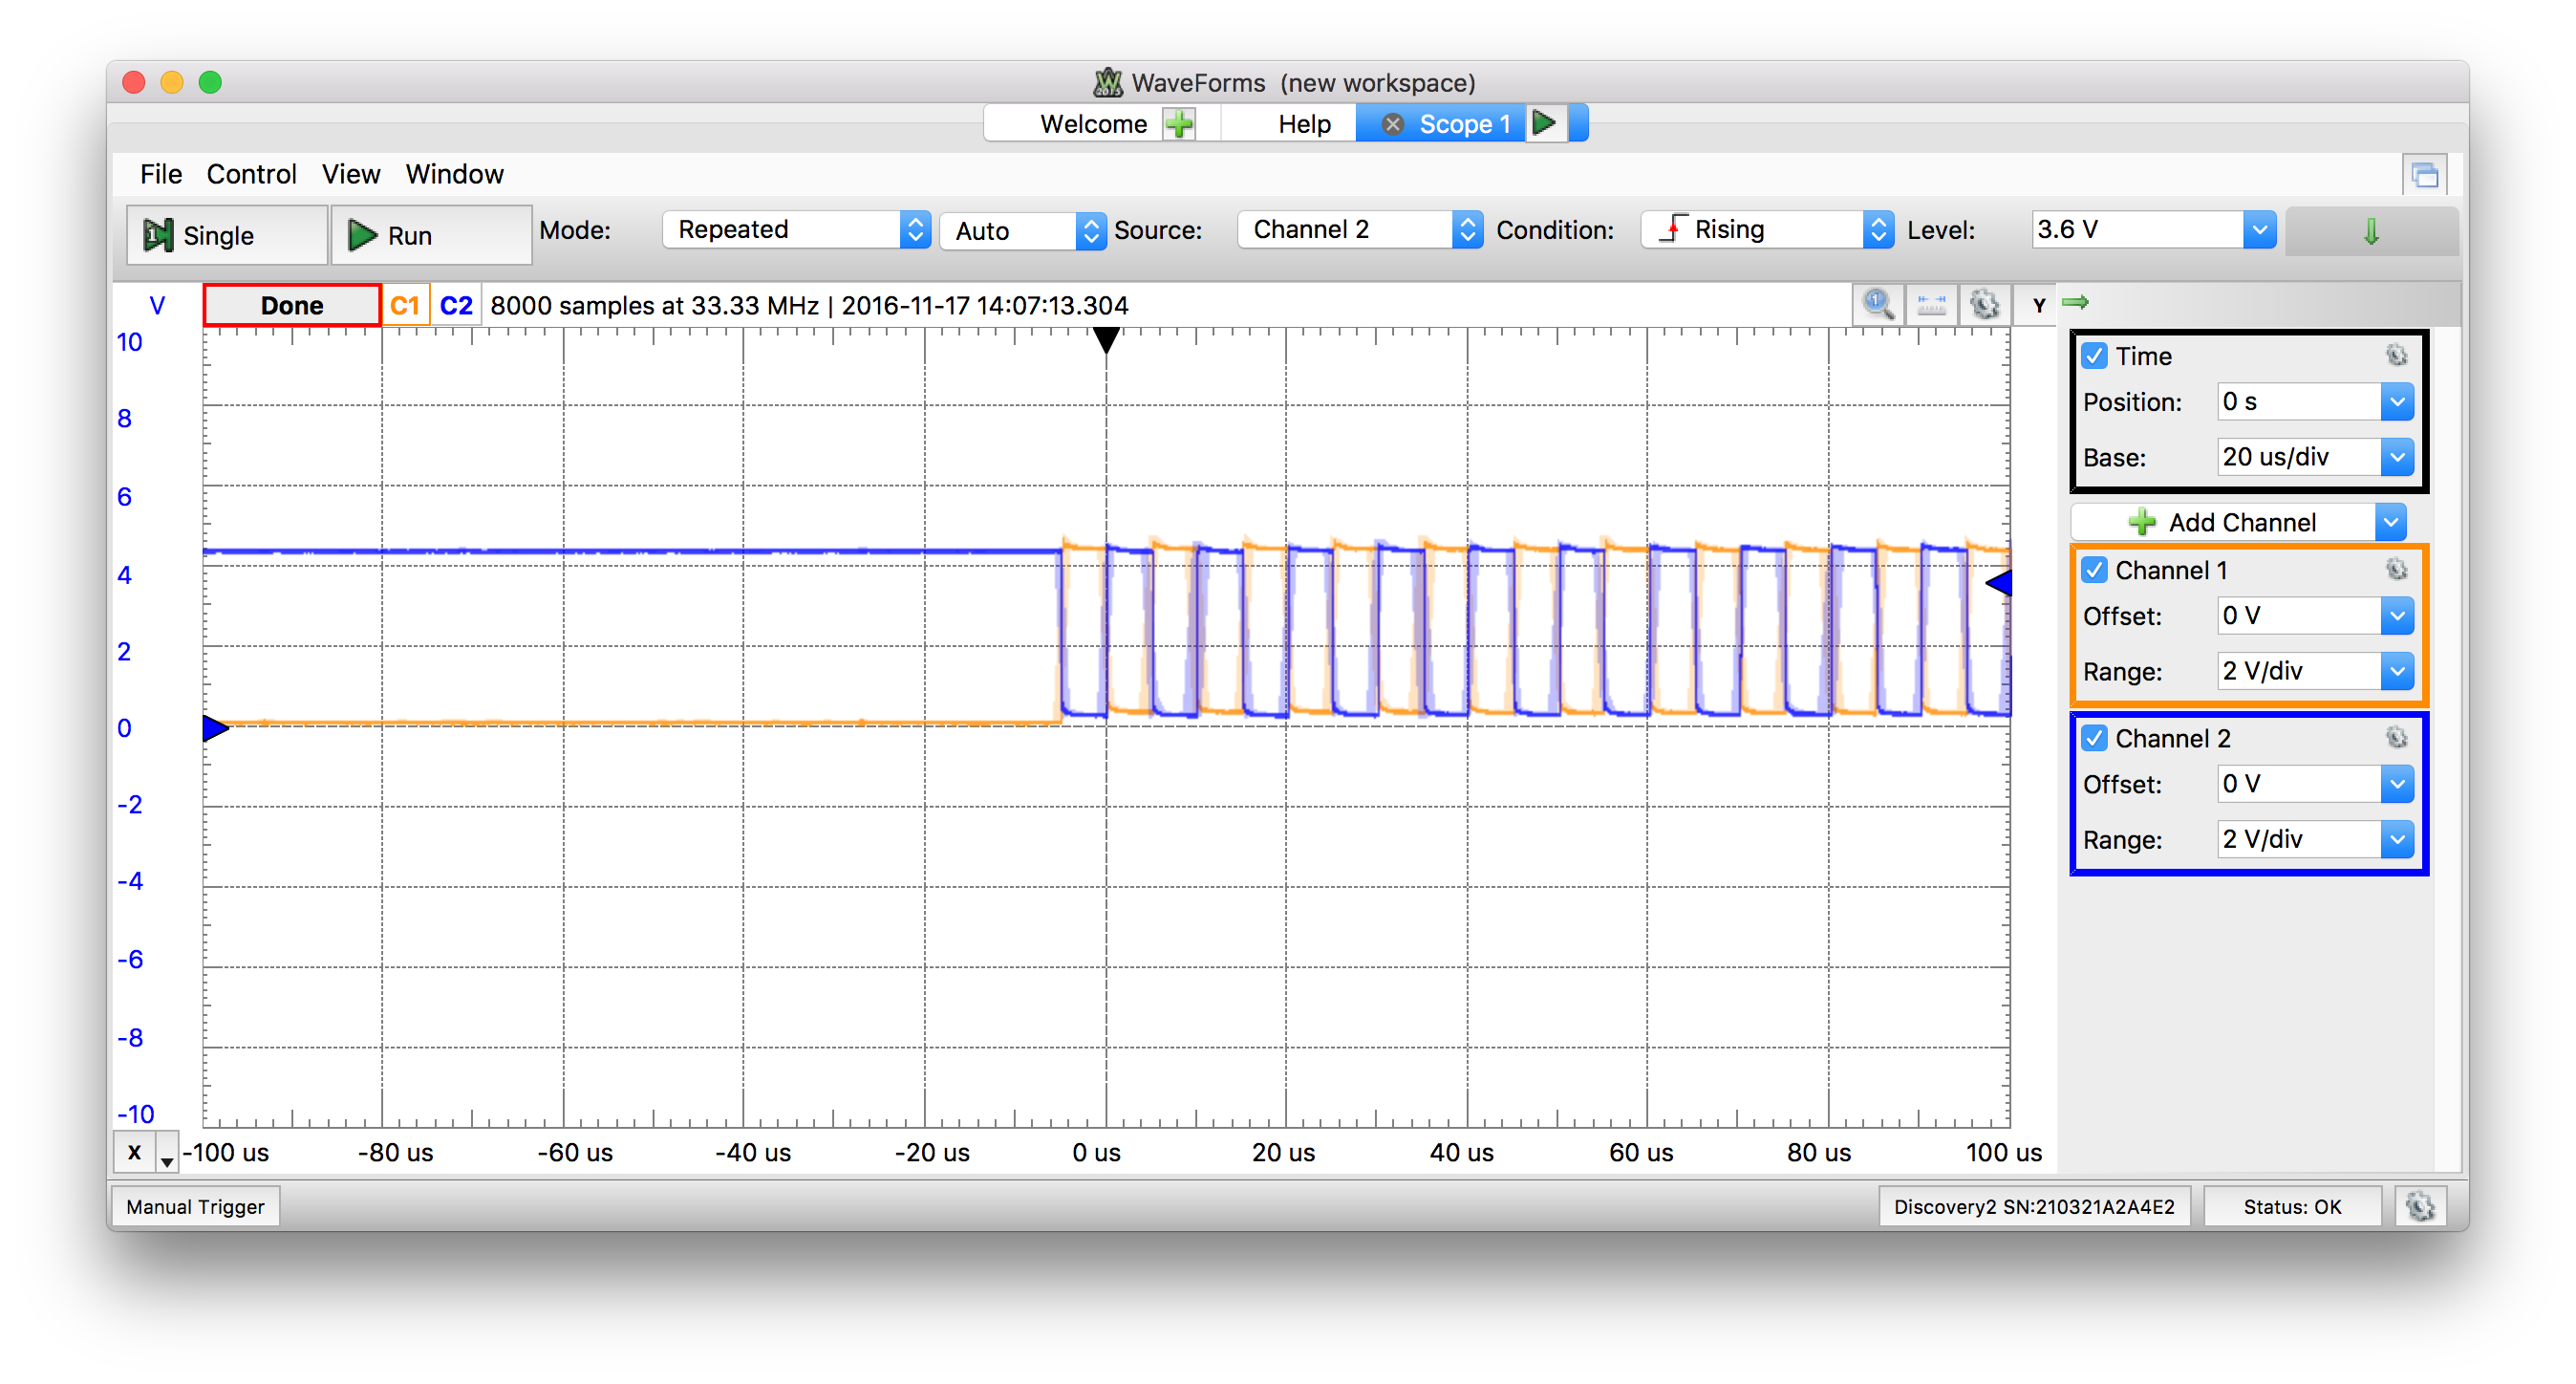 WaveForms (new workspace)
Welcome Help Scope 1
File Control View Window
Single Run Mode: Repeated Auto Source: Channel 2 Condition: Rising Level: 3.6 V
V Done C1 C2 8000 samples at 33.33 MHz | 2016-11-17 14:07:13.304 Y
10
8
6
4
2
0
-2
-4
-6
-8
-10
X -100 us -80 us -60 us -40 us -20 us 0 us 20 us 40 us 60 us 80 us 100 us
Time
Position: 0 s
Base: 20 us/div
Add Channel
Channel 1
Offset: 0 V
Range: 2 V/div
Channel 2
Offset: 0 V
Range: 2 V/div
Manual Trigger Discovery2 SN:210321A2A4E2 Status: OK